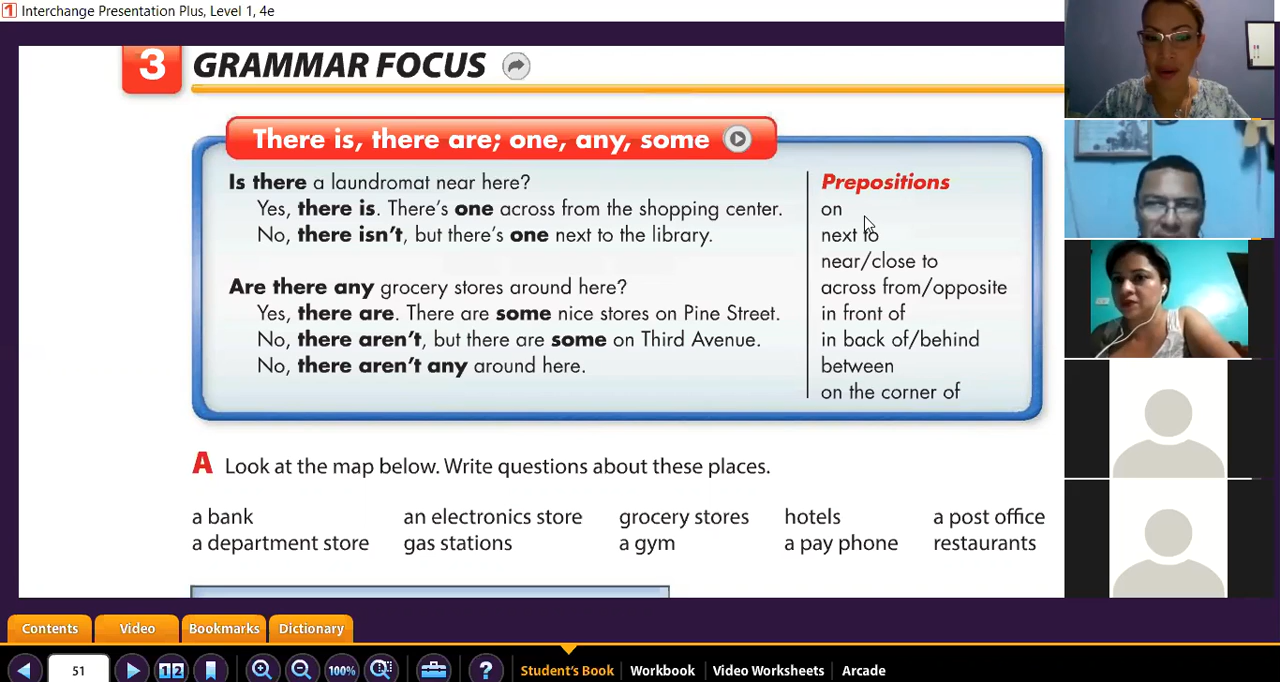 Interchange Presentation Plus, Level 1, 4e
3 GRAMMAR FOCUS
There is, there are; one, any, some
Is there a laundromat near here?
Yes, there is. There's one across from the shopping center.
No, there isn't, but there's one next to the library.
Are there any grocery stores around here?
Yes, there are. There are some nice stores on Pine Street.
No, there aren't, but there are some on Third Avenue.
No, there aren't any around here.
Prepositions
on
next to
near/close to
across from/opposite
in front of
in back of/behind
between
on the corner of
A Look at the map below. Write questions about these places.
a bank an electronics store grocery stores hotels a post office
a department store gas stations a gym a pay phone restaurants
Contents Video Bookmarks Dictionary
51 1 2 100% ? Student's Book Workbook Video Worksheets Arcade